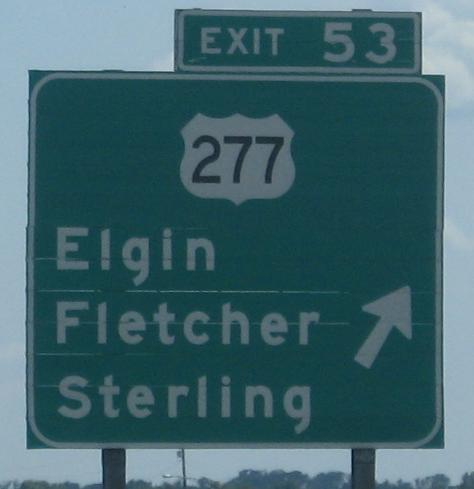 EXIT 53
277
Elgin
Fletcher
Sterling